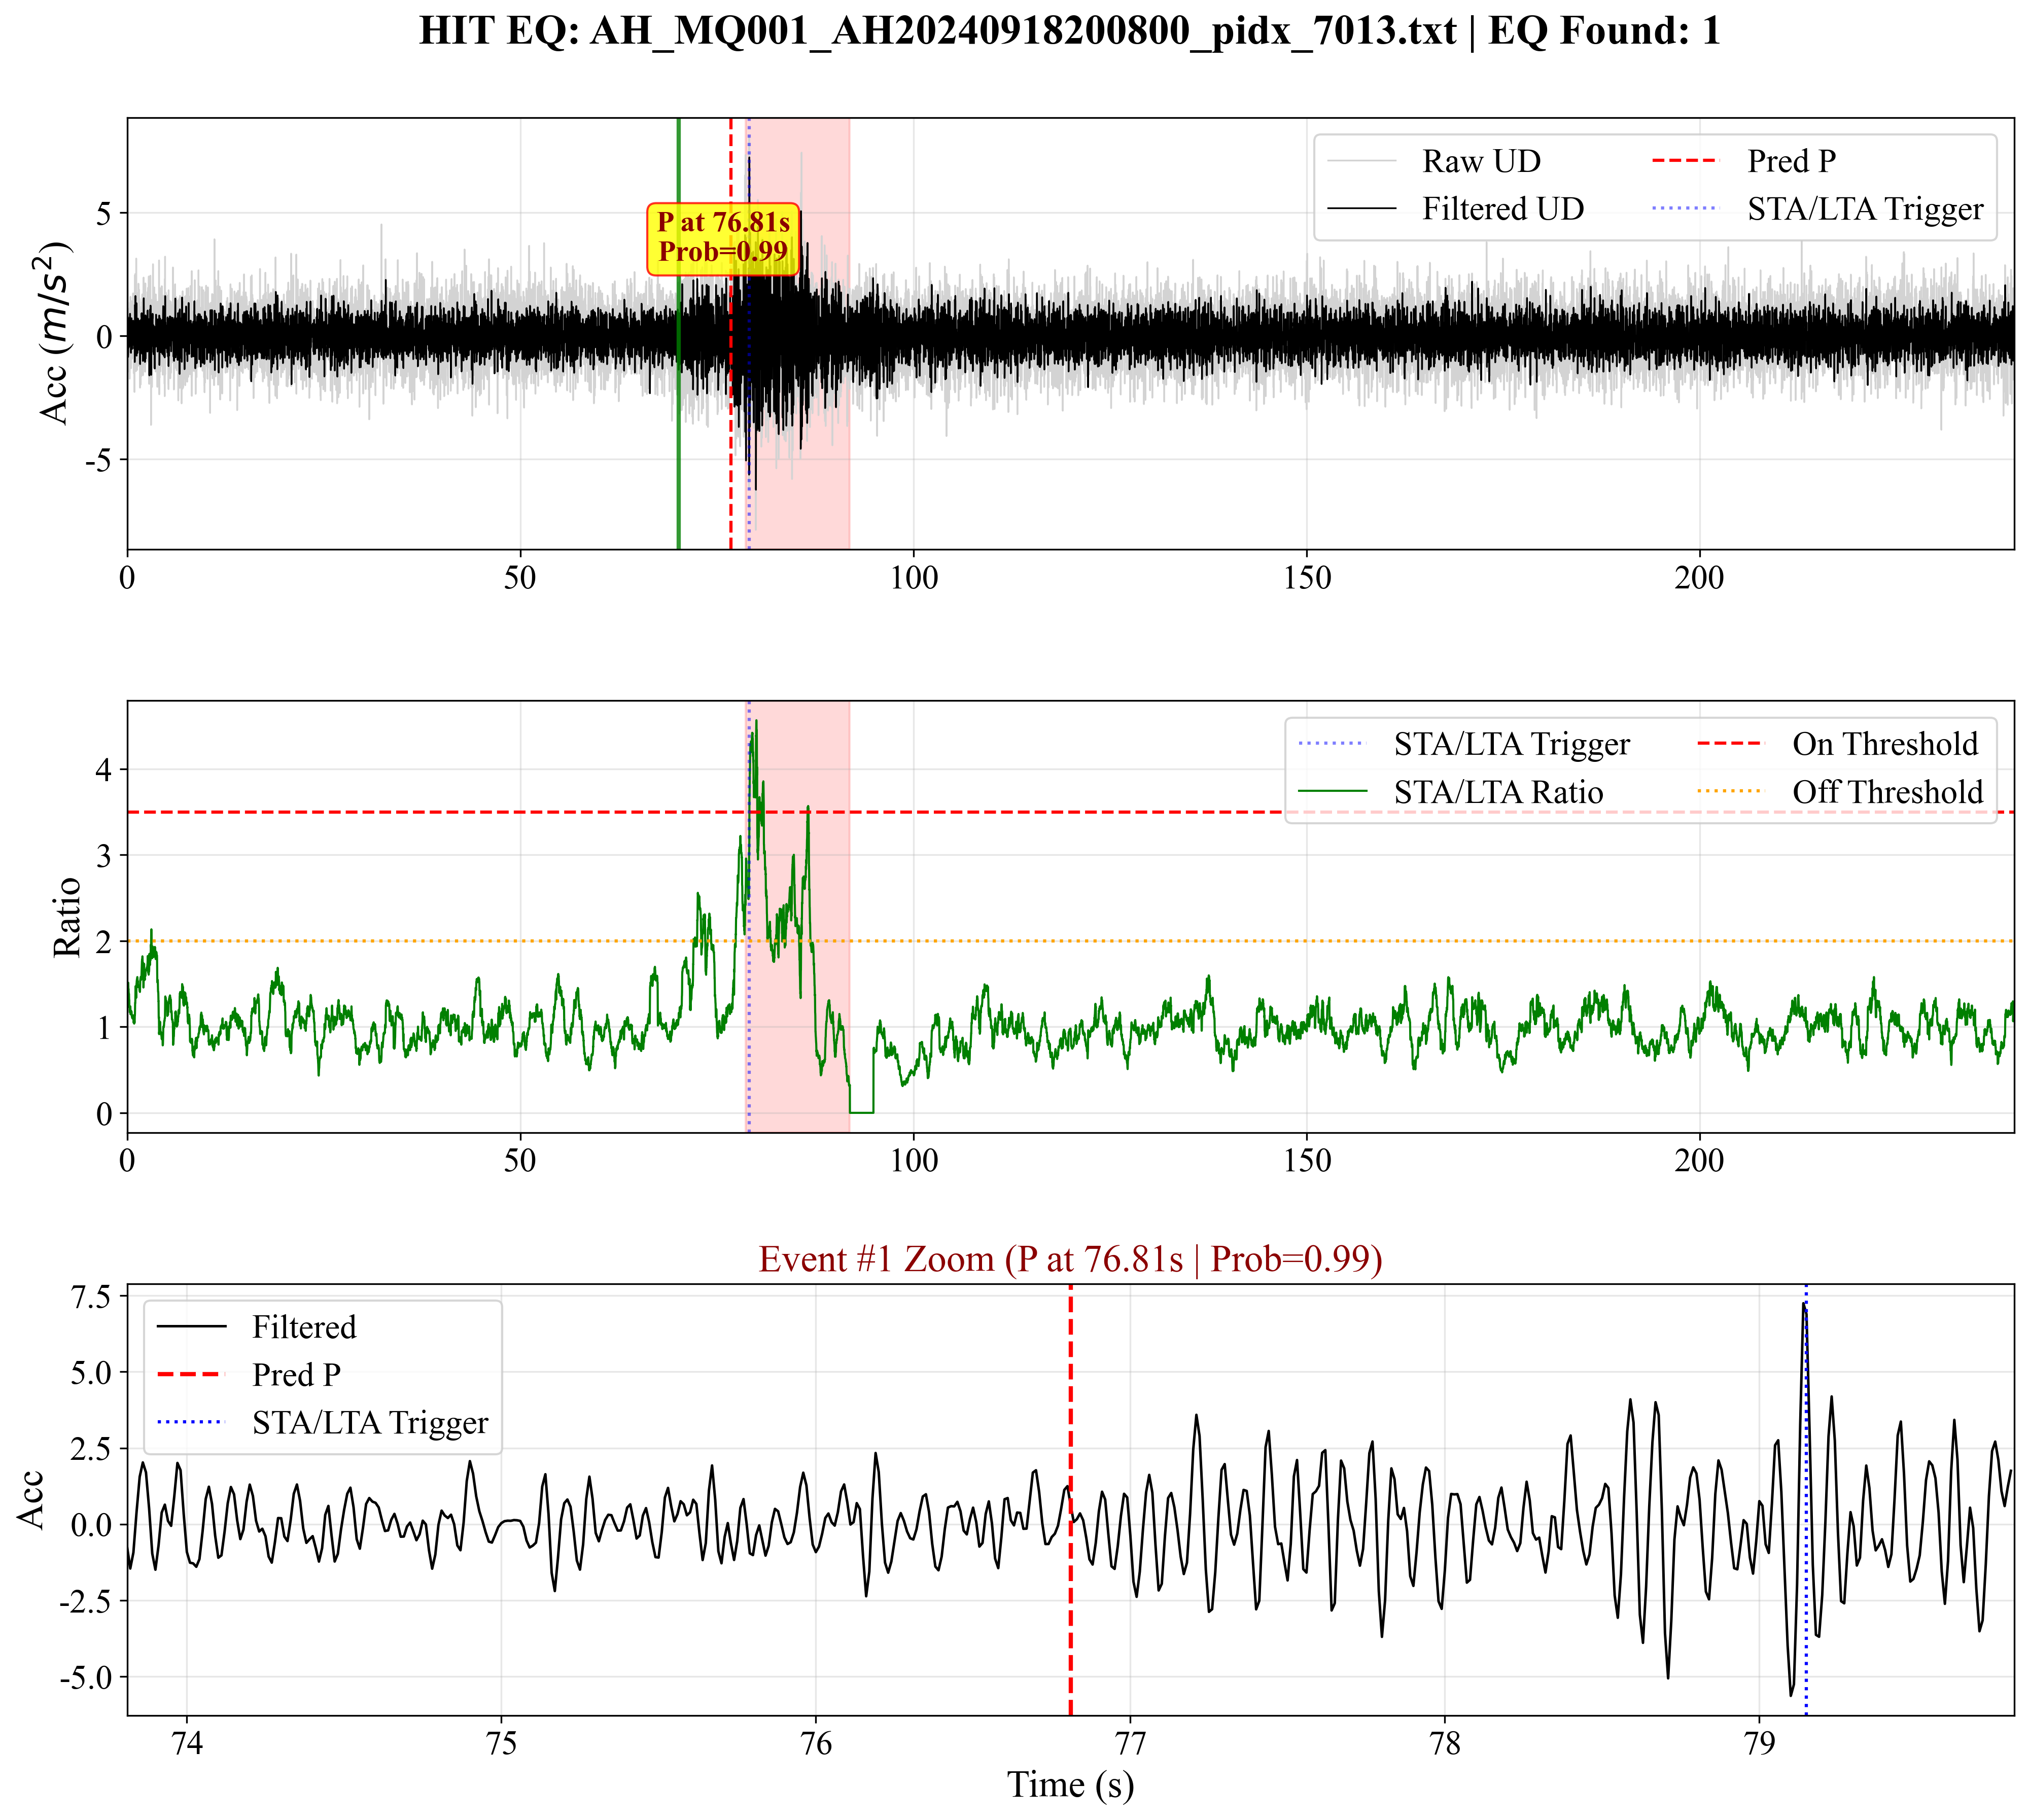 HIT EQ: AH_MQ001_AH20240918200800_pidx_7013.txt | EQ Found: 1
Acc (m/s²)
5
0
-5
Raw UD
Filtered UD
Pred P
STA/LTA Trigger
P at 76.81s
Prob=0.99
0 50 100 150 200
Ratio
4
3
2
1
0
STA/LTA Trigger
STA/LTA Ratio
On Threshold
Off Threshold
0 50 100 150 200
Event #1 Zoom (P at 76.81s | Prob=0.99)
Acc
7.5
5.0
2.5
0.0
-2.5
-5.0
Filtered
Pred P
STA/LTA Trigger
74 75 76 77 78 79
Time (s)